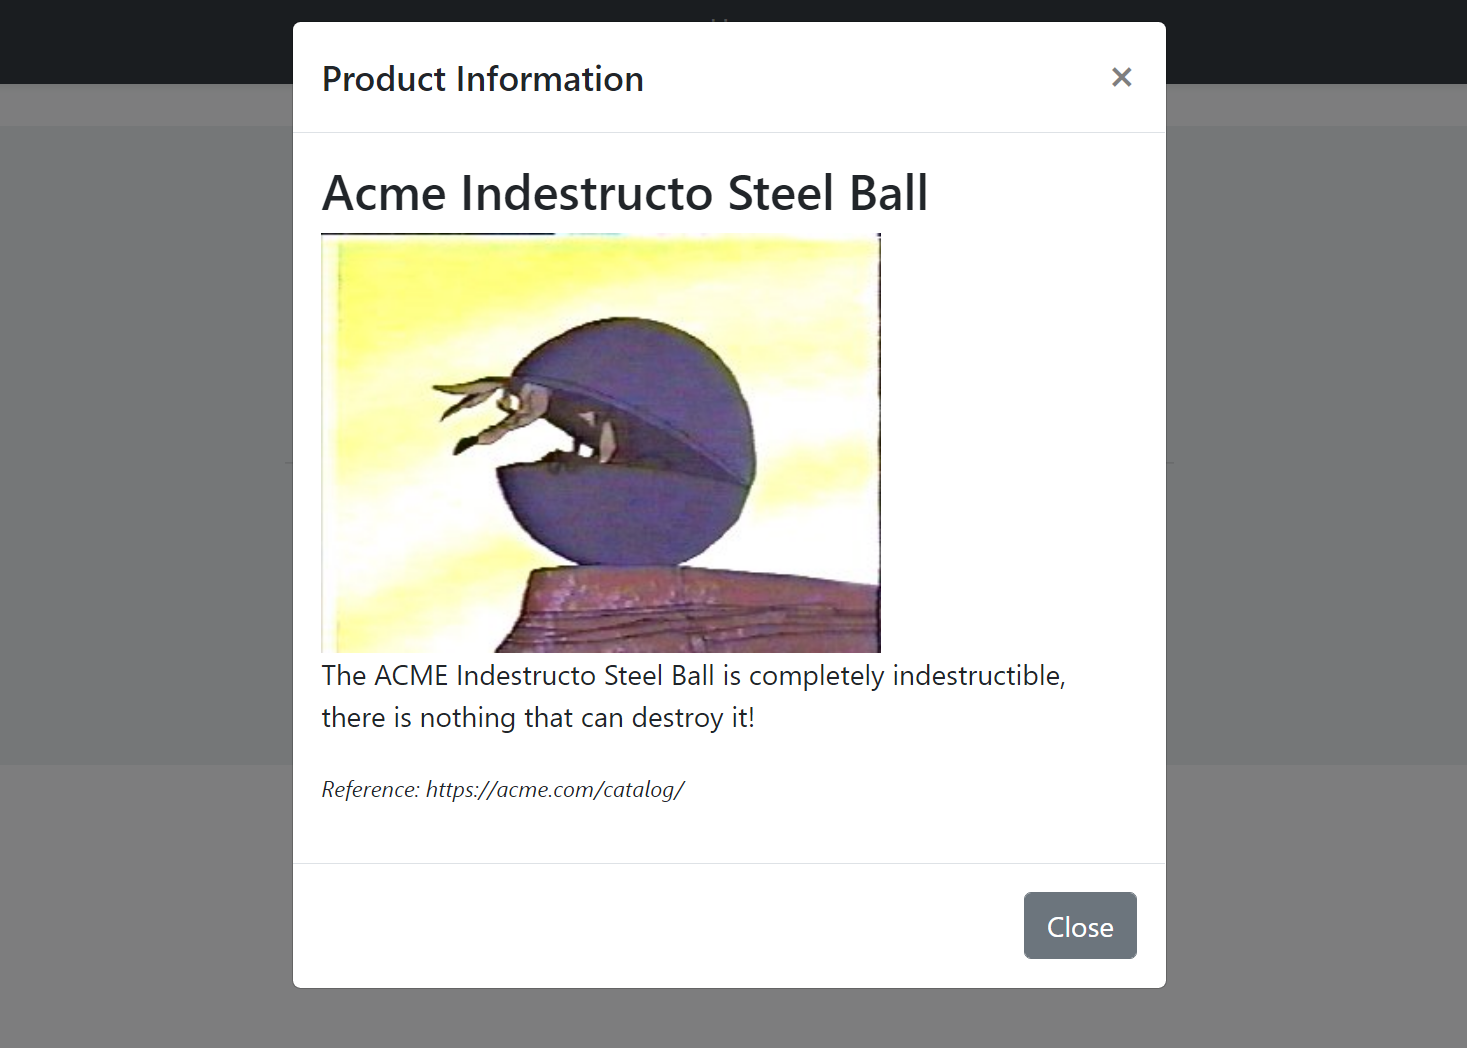 Product Information
×
Acme Indestructo Steel Ball
The ACME Indestructo Steel Ball is completely indestructible,
there is nothing that can destroy it!
Reference: https://acme.com/catalog/
Close